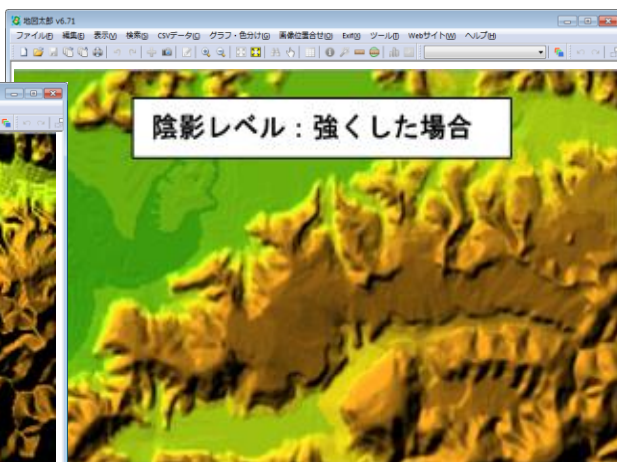 地図太郎 v6.71
ファイル(F) 編集(E) 表示(V) 検索(S) CSVデータ(C) グラフ・色分け(G) 画像位置合せ(O) Exif(X) ツール(T) Webサイト(W) ヘルプ(H)
陰影レベル：強くした場合